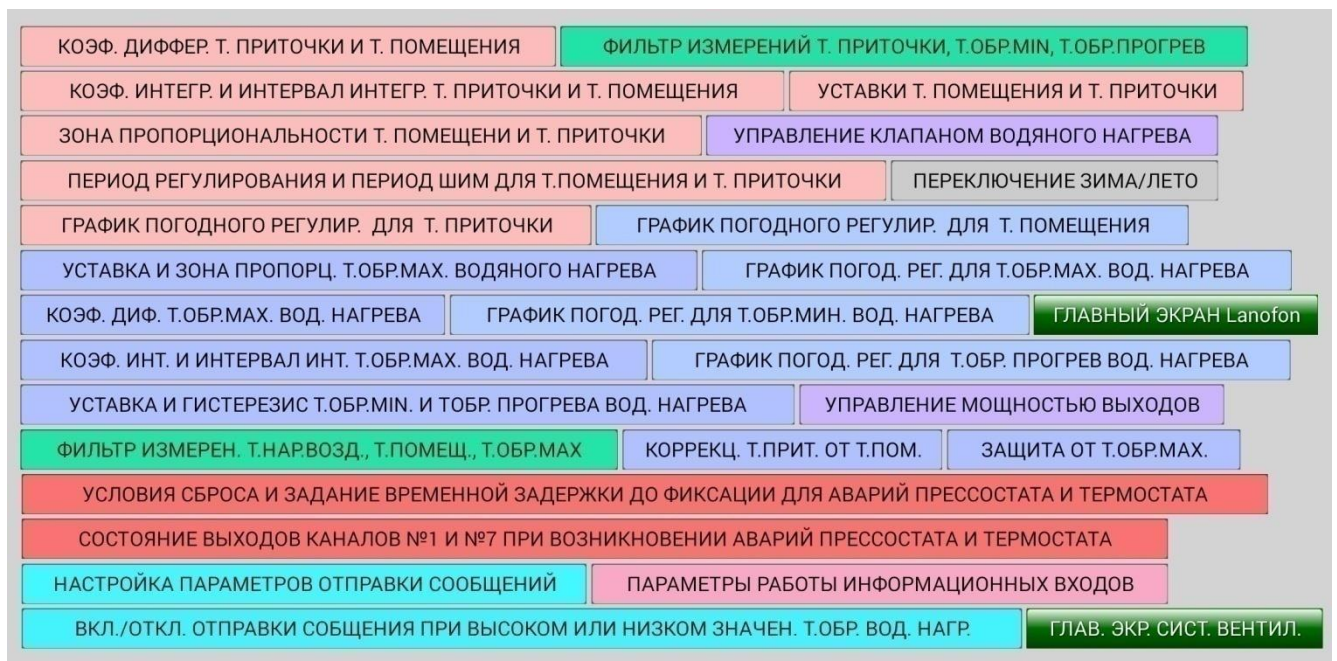 КОЭФ. ДИФФЕР. Т. ПРИТОЧКИ И Т. ПОМЕЩЕНИЯ
ФИЛЬТР ИЗМЕРЕНИЙ Т. ПРИТОЧКИ, Т.ОБР.MIN, Т.ОБР.ПРОГРЕВ
КОЭФ. ИНТЕГР. И ИНТЕРВАЛ ИНТЕГР. Т. ПРИТОЧКИ И Т. ПОМЕЩЕНИЯ
УСТАВКИ Т. ПОМЕЩЕНИЯ И Т. ПРИТОЧКИ
ЗОНА ПРОПОРЦИОНАЛЬНОСТИ Т. ПОМЕЩЕНИ И Т. ПРИТОЧКИ
УПРАВЛЕНИЕ КЛАПАНОМ ВОДЯНОГО НАГРЕВА
ПЕРИОД РЕГУЛИРОВАНИЯ И ПЕРИОД ШИМ ДЛЯ Т.ПОМЕЩЕНИЯ И Т. ПРИТОЧКИ
ПЕРЕКЛЮЧЕНИЕ ЗИМА/ЛЕТО
ГРАФИК ПОГОДНОГО РЕГУЛИР. ДЛЯ Т. ПРИТОЧКИ
ГРАФИК ПОГОДНОГО РЕГУЛИР. ДЛЯ Т. ПОМЕЩЕНИЯ
УСТАВКА И ЗОНА ПРОПОРЦ. Т.ОБР.МАХ. ВОДЯНОГО НАГРЕВА
ГРАФИК ПОГОД. РЕГ. ДЛЯ Т.ОБР.МАХ. ВОД. НАГРЕВА
КОЭФ. ДИФ. Т.ОБР.МАХ. ВОД. НАГРЕВА
ГРАФИК ПОГОД. РЕГ. ДЛЯ Т.ОБР.МИН. ВОД. НАГРЕВА
ГЛАВНЫЙ ЭКРАН Lanofon
КОЭФ. ИНТ. И ИНТЕРВАЛ ИНТ. Т.ОБР.МАХ. ВОД. НАГРЕВА
ГРАФИК ПОГОД. РЕГ. ДЛЯ Т.ОБР. ПРОГРЕВ ВОД. НАГРЕВА
УСТАВКА И ГИСТЕРЕЗИС Т.ОБР.MIN. И ТОБР. ПРОГРЕВА ВОД. НАГРЕВА
УПРАВЛЕНИЕ МОЩНОСТЬЮ ВЫХОДОВ
ФИЛЬТР ИЗМЕРЕН. Т.НАР.ВОЗД., Т.ПОМЕЩ., Т.ОБР.МАХ
КОРРЕКЦ. Т.ПРИТ. ОТ Т.ПОМ.
ЗАЩИТА ОТ Т.ОБР.МАХ.
УСЛОВИЯ СБРОСА И ЗАДАНИЕ ВРЕМЕННОЙ ЗАДЕРЖКИ ДО ФИКСАЦИИ ДЛЯ АВАРИЙ ПРЕССОСТАТА И ТЕРМОСТАТА
СОСТОЯНИЕ ВЫХОДОВ КАНАЛОВ №1 И №7 ПРИ ВОЗНИКНОВЕНИИ АВАРИЙ ПРЕССОСТАТА И ТЕРМОСТАТА
НАСТРОЙКА ПАРАМЕТРОВ ОТПРАВКИ СООБЩЕНИЙ
ПАРАМЕТРЫ РАБОТЫ ИНФОРМАЦИОННЫХ ВХОДОВ
ВКЛ./ОТКЛ. ОТПРАВКИ СОБЩЕНИЯ ПРИ ВЫСОКОМ ИЛИ НИЗКОМ ЗНАЧЕН. Т.ОБР. ВОД. НАГР.
ГЛАВ. ЭКР. СИСТ. ВЕНТИЛ.